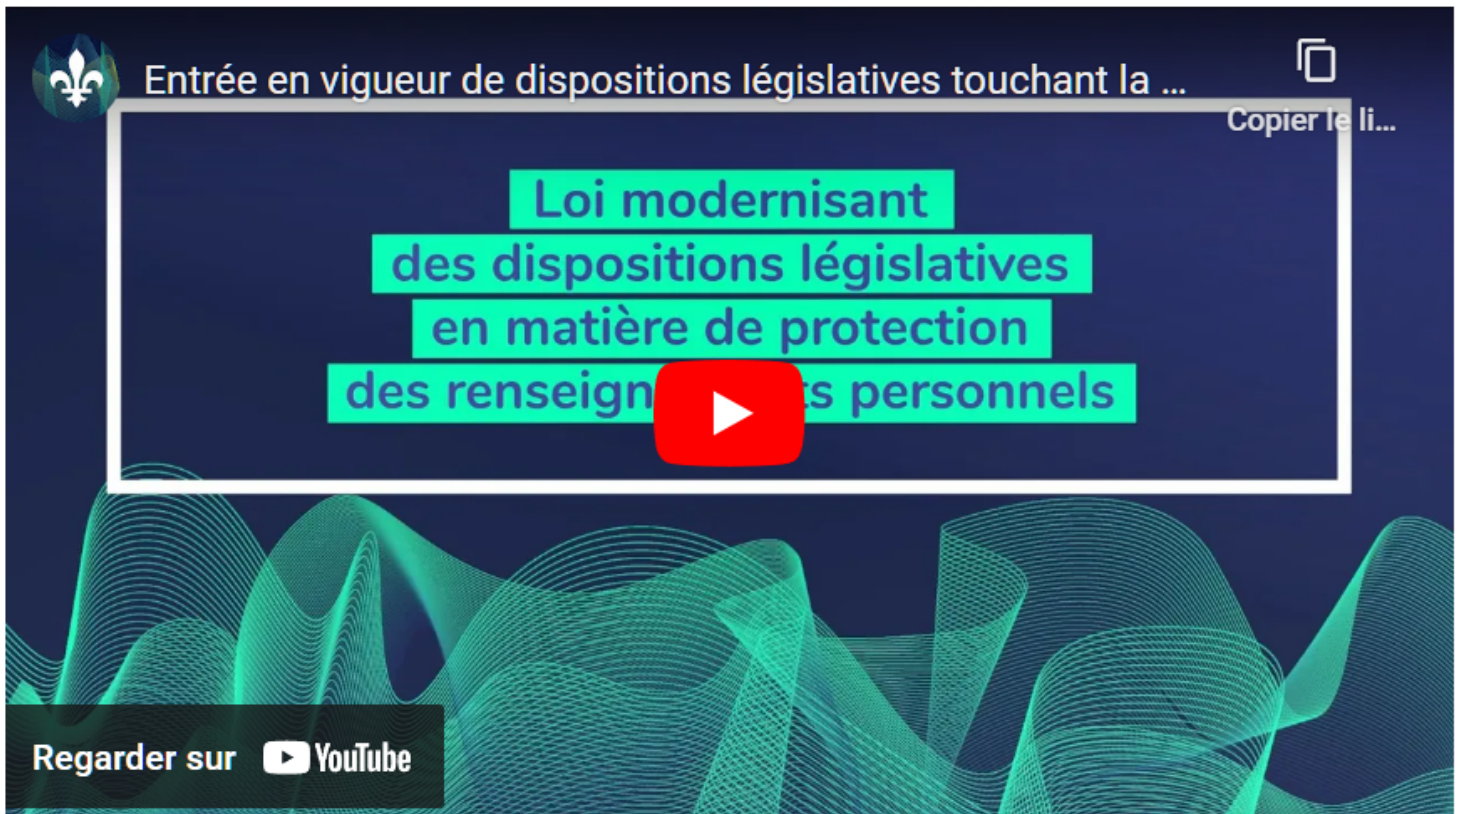 Entrée en vigueur de dispositions législatives touchant la ...
Copier le li...
Loi modernisant
des dispositions législatives
en matière de protection
des personnels
Regarder sur YouTube